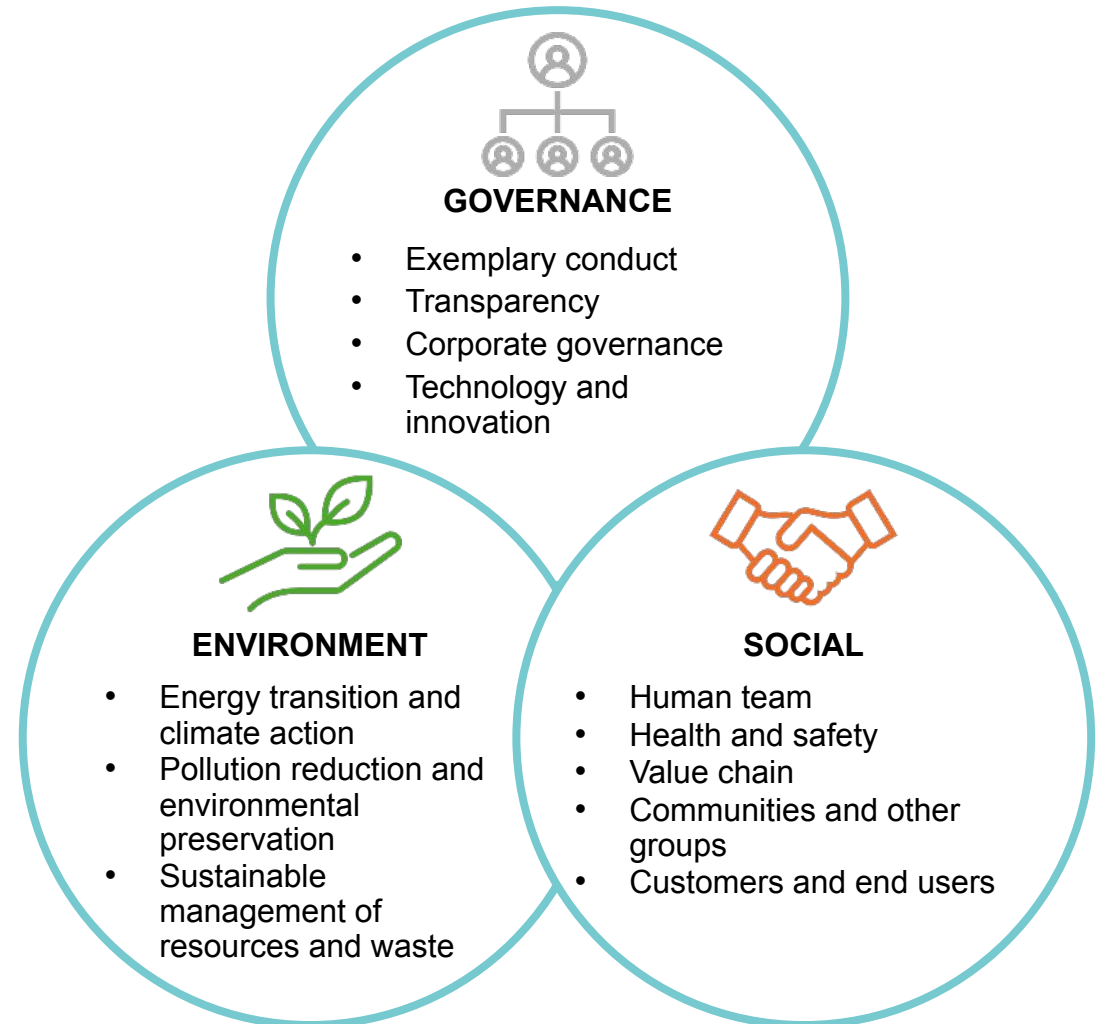 GOVERNANCE
• Exemplary conduct
• Transparency
• Corporate governance
• Technology and
innovation
ENVIRONMENT
• Energy transition and
climate action
• Pollution reduction and
environmental
preservation
• Sustainable
management of
resources and waste
SOCIAL
• Human team
• Health and safety
• Value chain
• Communities and other
groups
• Customers and end users